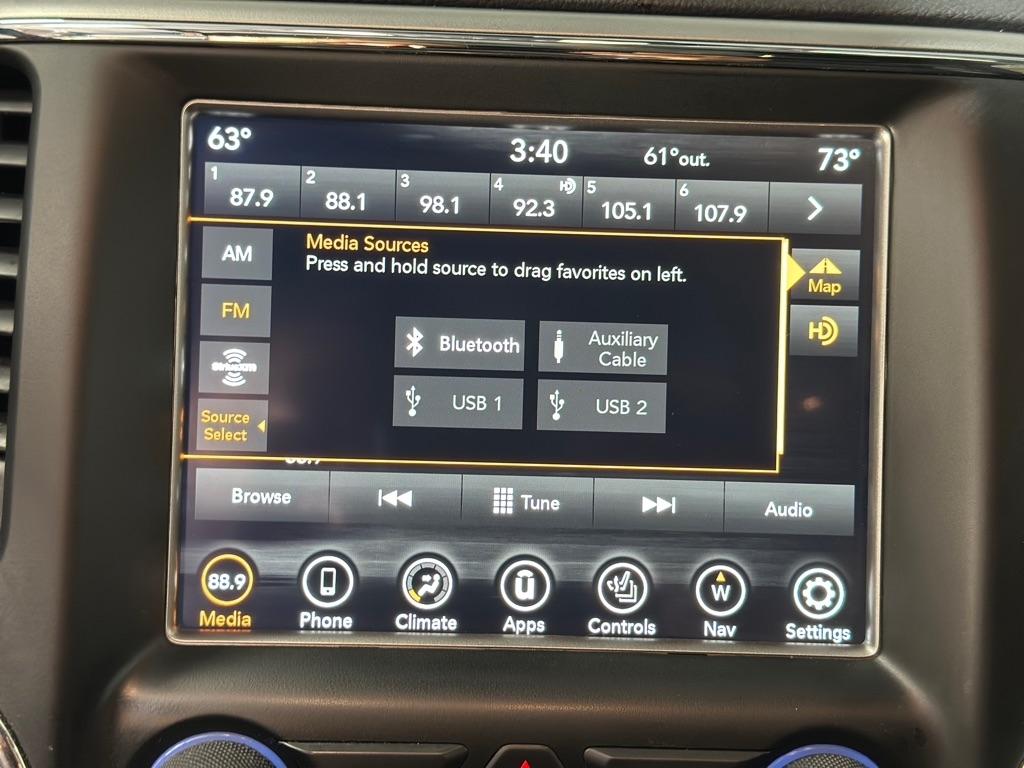 63° 3:40 61°out. 73°
1 87.9 2 88.1 3 98.1 4 HD 92.3 5 105.1 6 107.9
Media Sources
Press and hold source to drag favorites on left.
AM
FM
SiriusXM
Source
Select
Bluetooth
Auxiliary
Cable
USB 1
USB 2
Map
HD
Browse Tune Audio
88.9 W
Media Phone Climate Apps Controls Nav Settings